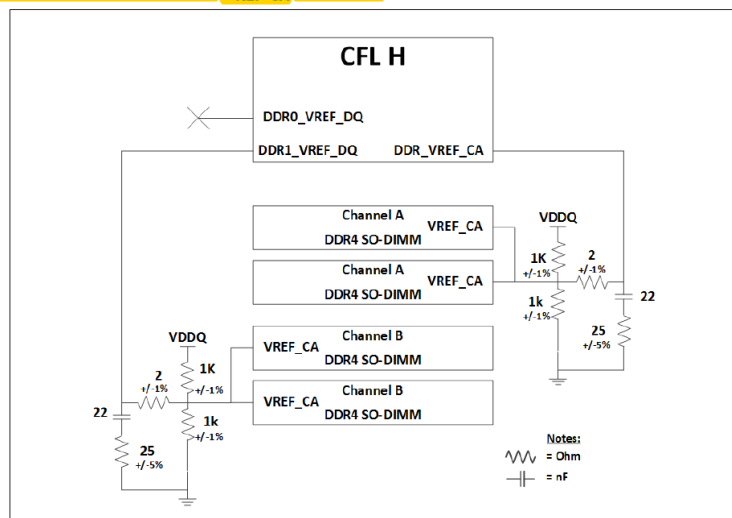 CFL H
DDR0_VREF_DQ
DDR1_VREF_DQ DDR_VREF_CA
Channel A
VREF_CA
DDR4 SO-DIMM
Channel A
VREF_CA
DDR4 SO-DIMM
VDDQ
1K
+/-1%
2
+/-1%
1k
+/-1%
22
25
+/-5%
Channel B
VREF_CA
DDR4 SO-DIMM
Channel B
VREF_CA
DDR4 SO-DIMM
VDDQ
2
+/-1%
1K
+/-1%
22
1k
+/-1%
25
+/-5%
Notes:
= Ohm
= nF